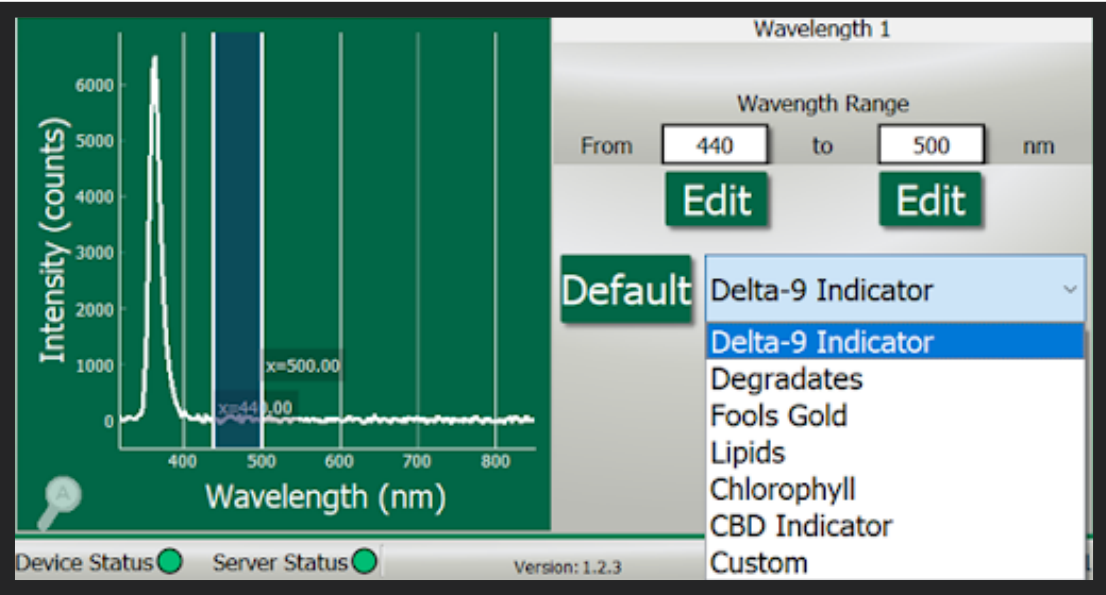 Wavelength 1
Wavength Range
From 440 to 500 nm
Edit Edit
Default Delta-9 Indicator
Delta-9 Indicator
Degradates
Fools Gold
Lipids
Chlorophyll
CBD Indicator
Custom
Intensity (counts)
6000
5000
4000
3000
2000
1000
0
x=500.00
x=440.00
400 500 600 700 800
Wavelength (nm)
A
Device Status Server Status Version: 1.2.3